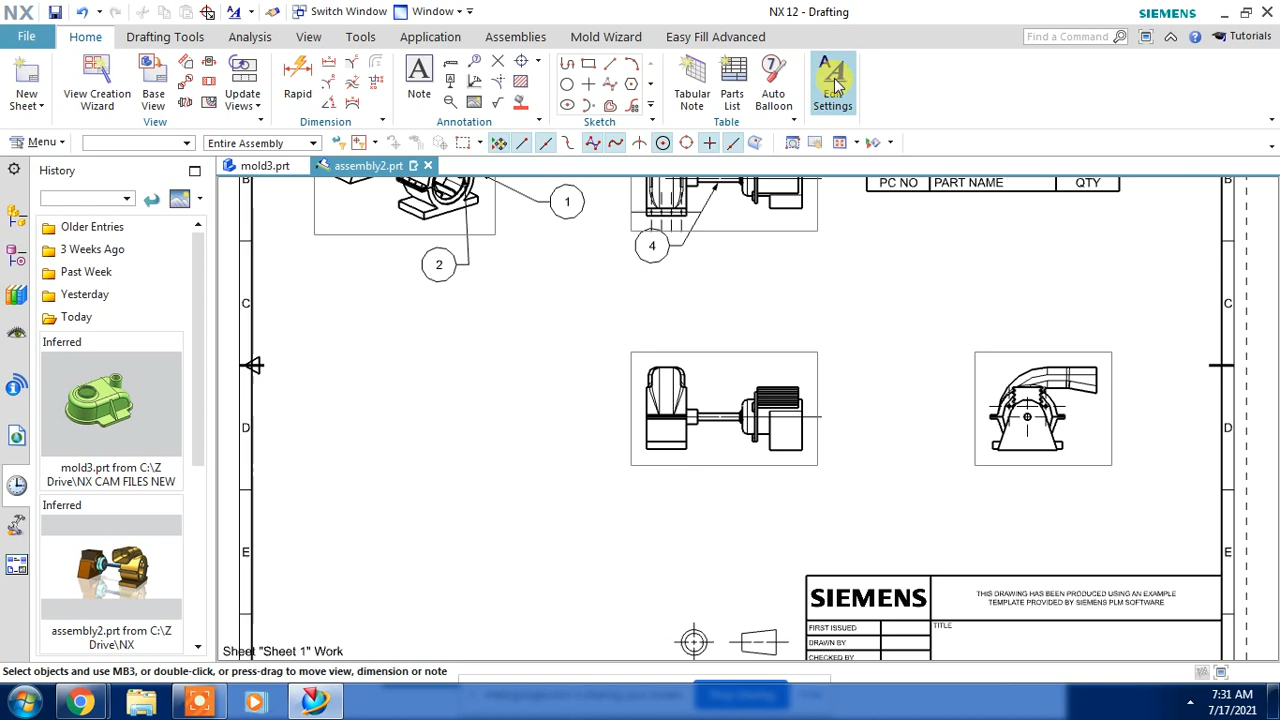 NX
Switch Window
Window
NX 12 - Drafting
SIEMENS
File
Home
Drafting Tools
Analysis
View
Tools
Application
Assemblies
Mold Wizard
Easy Fill Advanced
Find a Command
Tutorials
New
Sheet
View Creation
Wizard
Base
View
Update
Views
View
Rapid
Dimension
A
Note
Annotation
Sketch
Tabular
Note
Parts
List
Auto
Balloon
Table
Edit
Settings
Menu
Entire Assembly
History
mold3.prt
assembly2.prt
Older Entries
3 Weeks Ago
Past Week
Yesterday
Today
Inferred
mold3.prt from C:\Z
Drive\NX CAM FILES NEW
Inferred
assembly2.prt from C:\Z
Drive\NX
B
1
2
4
PC NO
PART NAME
QTY
B
C
C
D
D
E
E
SIEMENS
THIS DRAWING HAS BEEN PRODUCED USING AN EXAMPLE
TEMPLATE PROVIDED BY SIEMENS PLM SOFTWARE
FIRST ISSUED
TITLE
DRAWN BY
CHECKED BY
Sheet "Sheet 1" Work
Select objects and use MB3, or double-click, or press-drag to move view, dimension or note
7:31 AM
7/17/2021